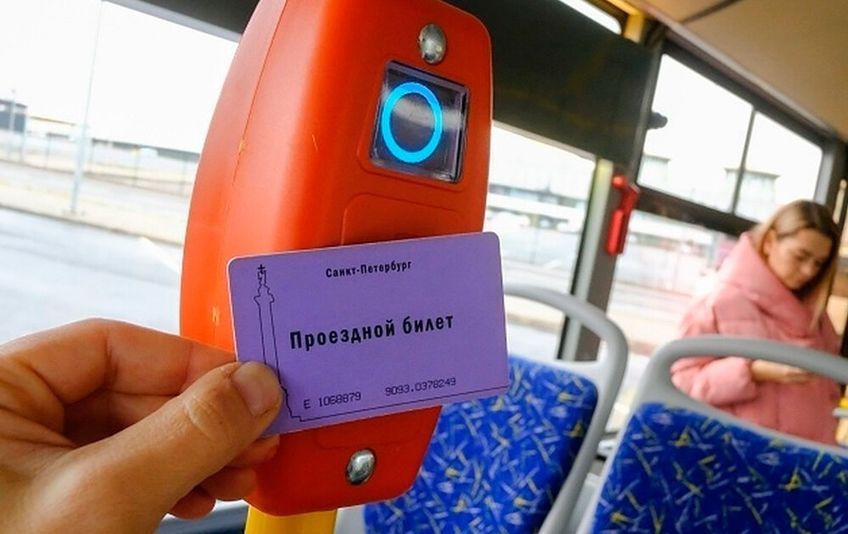 Санкт-Петербург
Проездной билет
E 1068879 9093.0378249